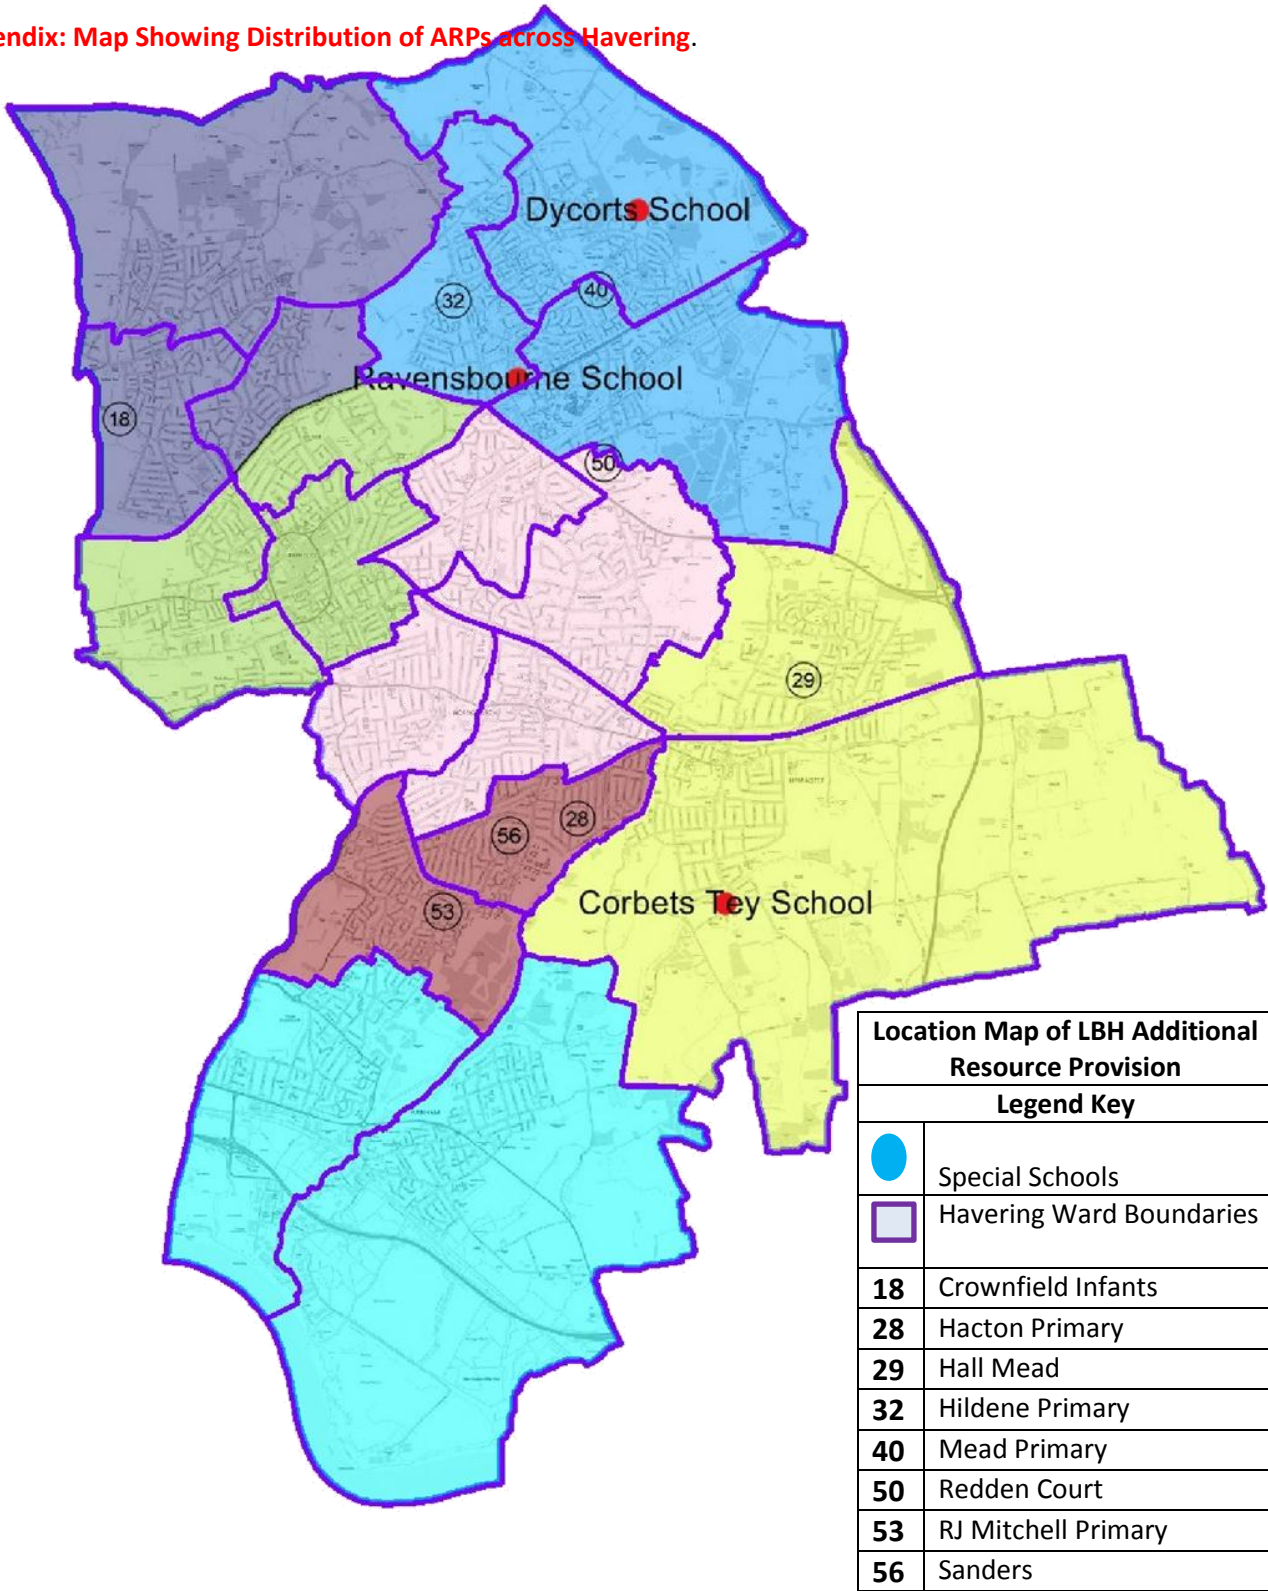 endix: Map Showing Distribution of ARPs across Havering.
Dycorts School
32
40
Ravensbourne School
18
50
29
28
56
Corbets Tey School
53
Location Map of LBH Additional
Resource Provision
Legend Key
Special Schools
Havering Ward Boundaries
18 Crownfield Infants
28 Hacton Primary
29 Hall Mead
32 Hildene Primary
40 Mead Primary
50 Redden Court
53 RJ Mitchell Primary
56 Sanders